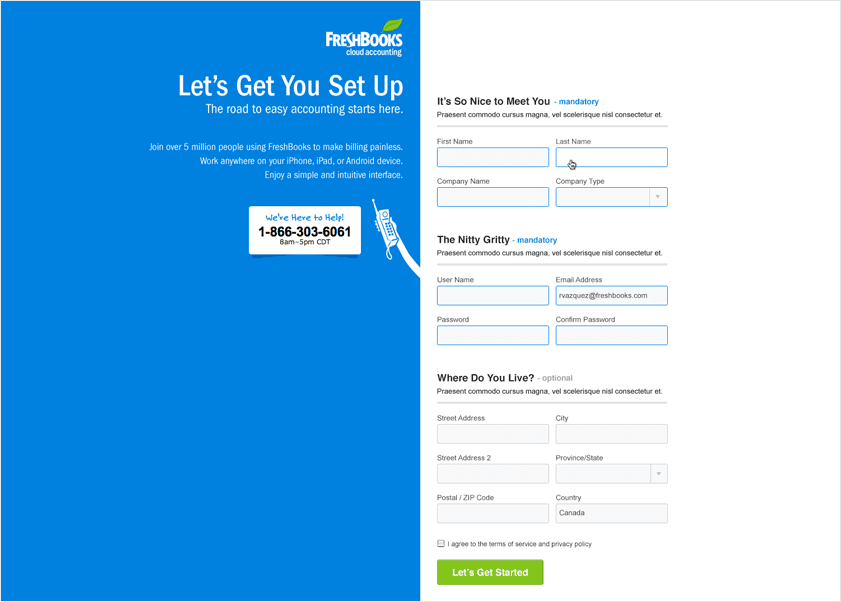 FRESHBOOKS
cloud accounting
Let's Get You Set Up
The road to easy accounting starts here.
Join over 5 million people using FreshBooks to make billing painless.
Work anywhere on your iPhone, iPad, or Android device.
Enjoy a simple and intuitive interface.
We're Here to Help!
1-866-303-6061
8am-5pm CDT
It's So Nice to Meet You - mandatory
Praesent commodo cursus magna, vel scelerisque nisl consectetur et.
First Name Last Name
Company Name Company Type
The Nitty Gritty - mandatory
Praesent commodo cursus magna, vel scelerisque nisl consectetur et.
User Name Email Address
rvazquez@freshbooks.com
Password Confirm Password
Where Do You Live? - optional
Praesent commodo cursus magna, vel scelerisque nisl consectetur et.
Street Address City
Street Address 2 Province/State
Postal / ZIP Code Country
Canada
I agree to the terms of service and privacy policy
Let's Get Started